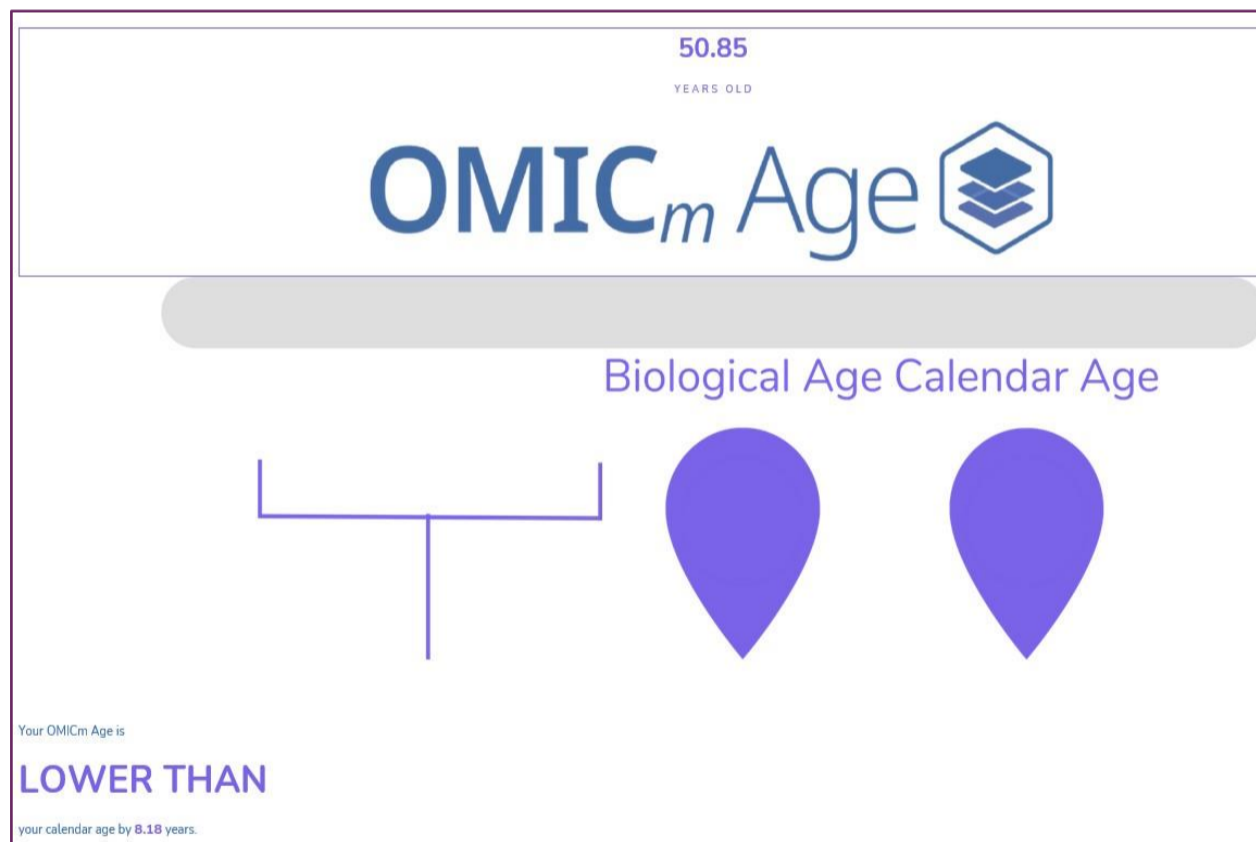 50.85
YEARS OLD
OMICm Age
Biological Age Calendar Age
Your OMICm Age is
LOWER THAN
your calendar age by 8.18 years.